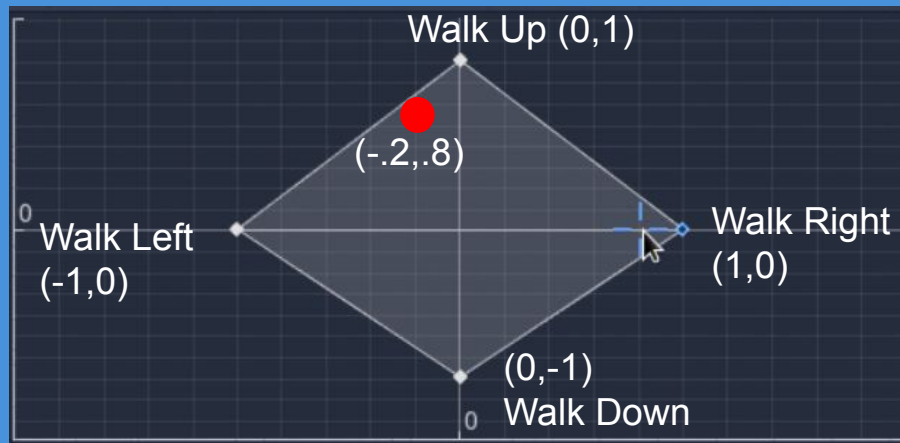 Walk Up (0,1)
(-.2,.8)
0
Walk Left
(-1,0)
Walk Right
(1,0)
(0,-1)
0
Walk Down